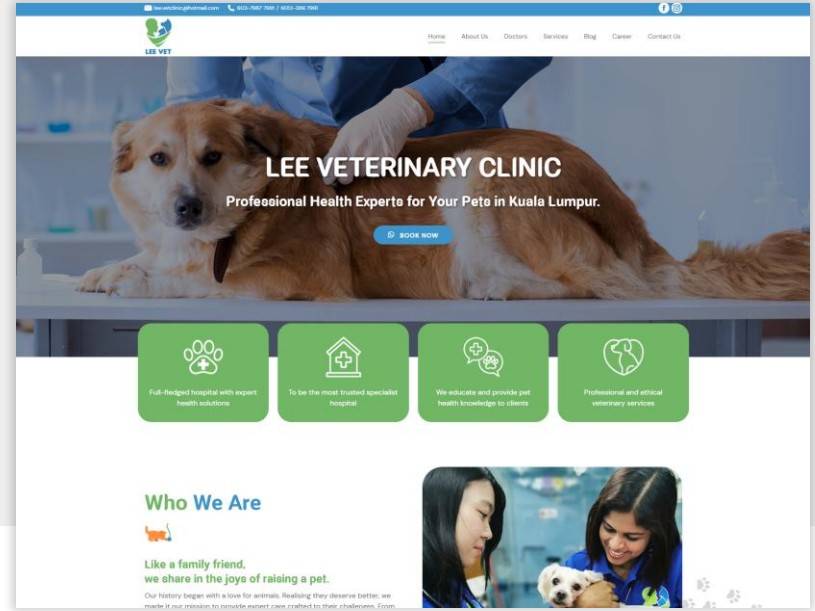 lee.vetclinic@hotmail.com
Home About Us Doctors Services Blog Career Contact Us
LEE VET
LEE VETERINARY CLINIC
Professional Health Experts for Your Pets in Kuala Lumpur.
BOOK NOW
Full-fledged hospital with expert
health solutions
To be the most trusted specialist
hospital
We educate and provide pet
health knowledge to clients
Professional and ethical
veterinary services
Who We Are
Like a family friend,
we share in the joys of raising a pet.
Our history began with a love for animals. Realising they deserve better, we
made it our mission to provide expert care crafted to their challenges. From